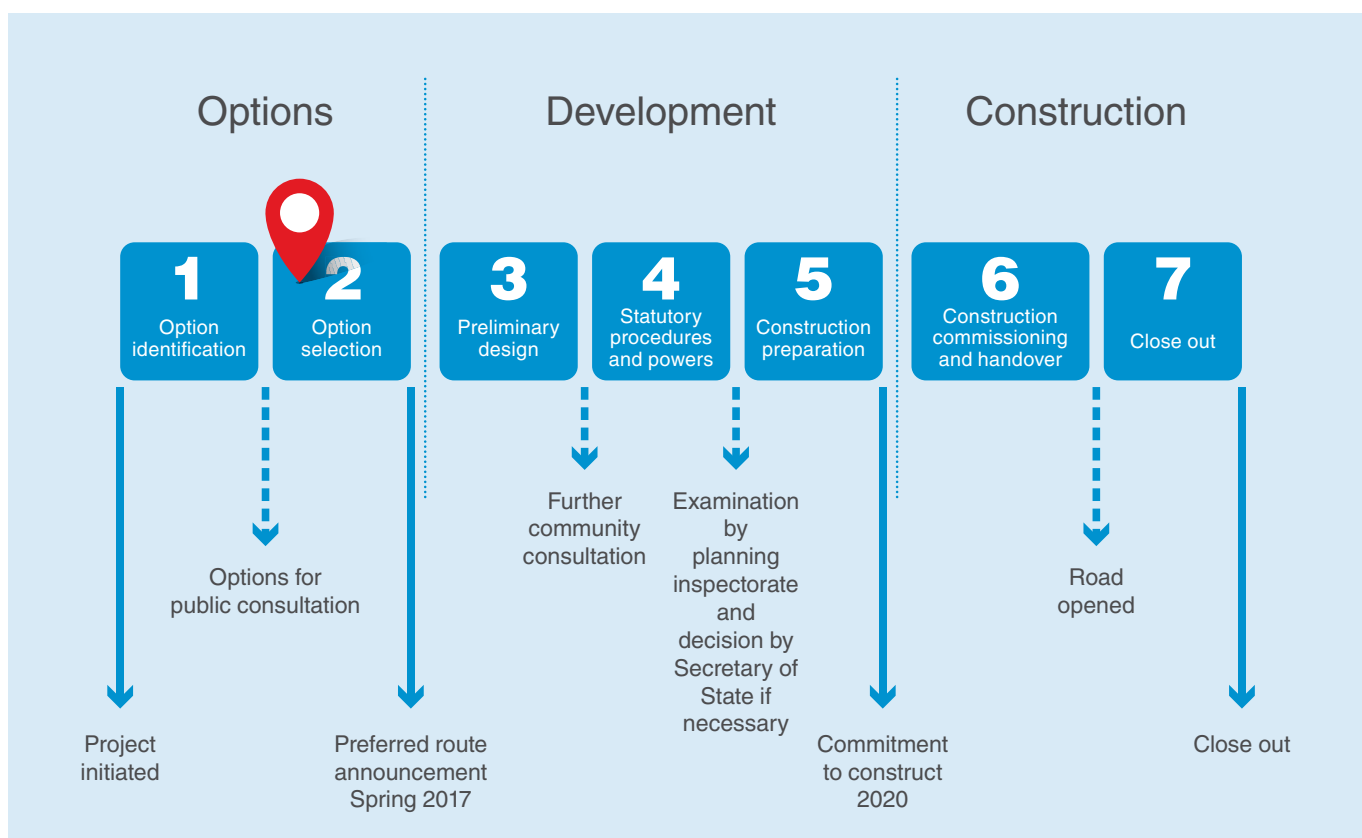 Options
Development
Construction
1
Option
identification
2
Option
selection
3
Preliminary
design
4
Statutory
procedures
and powers
5
Construction
preparation
6
Construction
commissioning
and handover
7
Close out
Further
community
consultation
Examination
by
planning
inspectorate
and
decision by
Secretary of
State if
necessary
Options for
public consultation
Road
opened
Project
initiated
Preferred route
announcement
Spring 2017
Commitment
to construct
2020
Close out